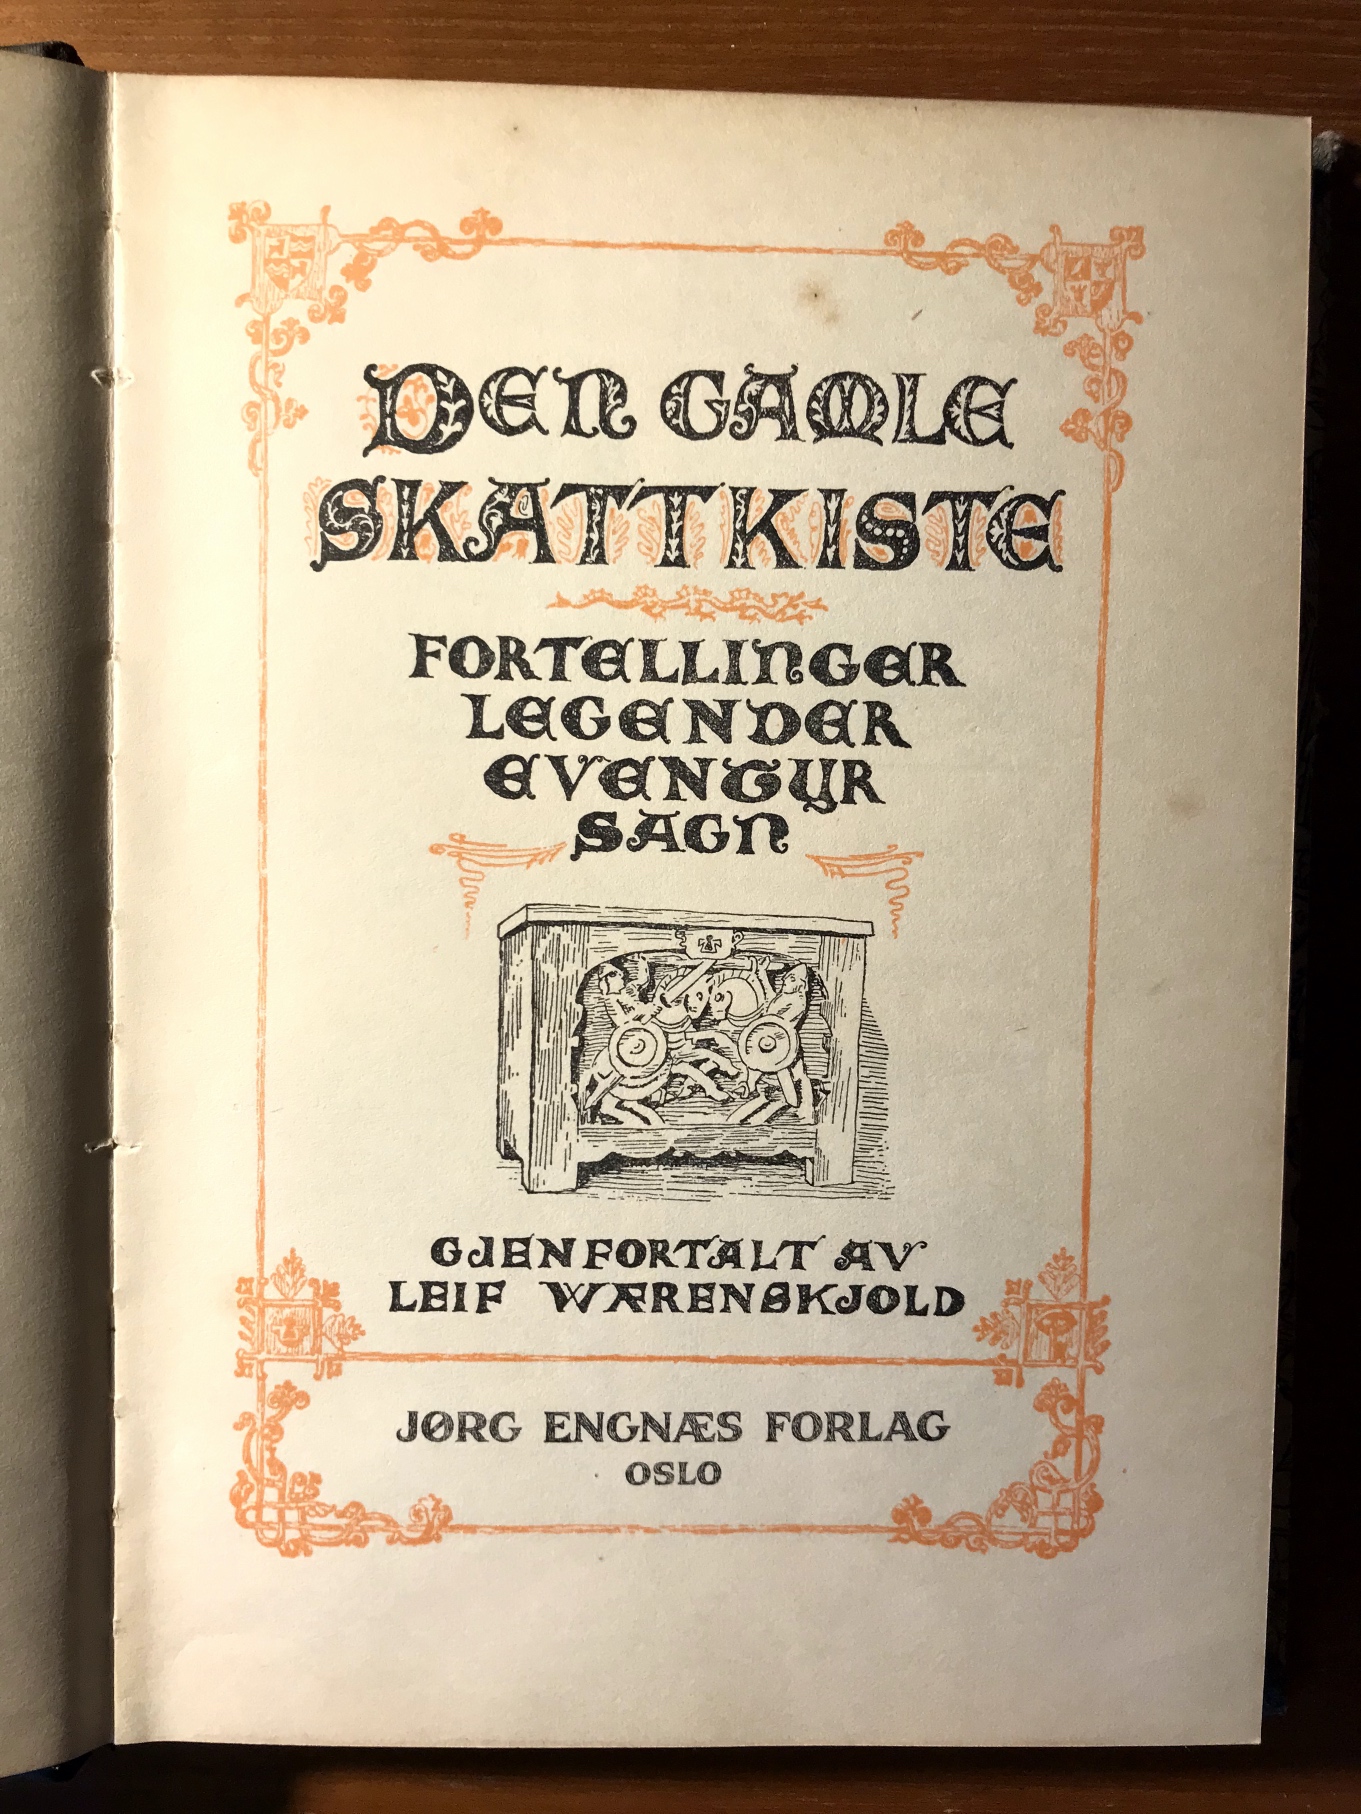 DEN GAMLE
SKATTKISTE
FORTELLINGER
LEGENDER
EVENTYR
SAGN
GJENFORTALT AV
LEIF WÆRENSKJOLD
JØRG ENGNÆS FORLAG
OSLO